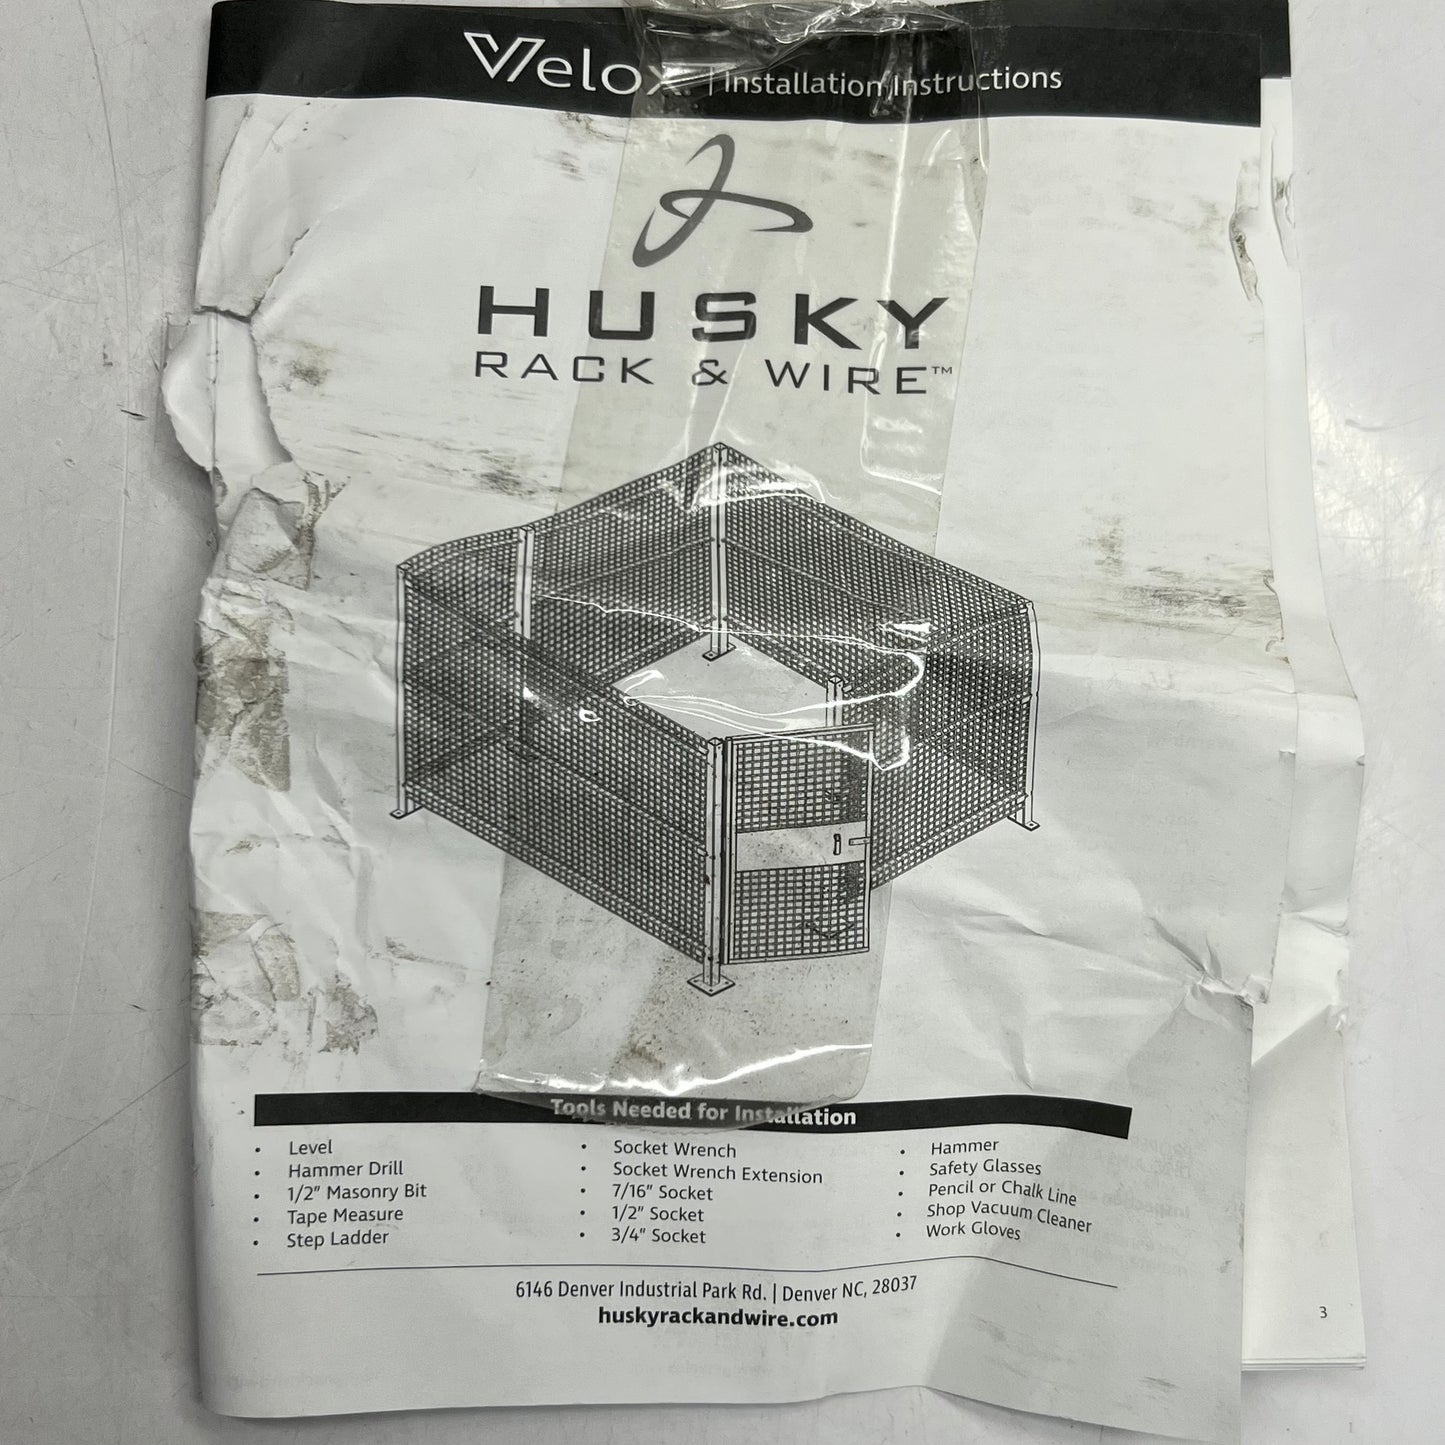 Velox | Installation Instructions
HUSKY
RACK & WIRE™
Tools Needed for Installation
• Level
• Hammer Drill
• 1/2" Masonry Bit
• Tape Measure
• Step Ladder
• Socket Wrench
• Socket Wrench Extension
• 7/16" Socket
• 1/2" Socket
• 3/4" Socket
• Hammer
• Safety Glasses
• Pencil or Chalk Line
• Shop Vacuum Cleaner
• Work Gloves
6146 Denver Industrial Park Rd. | Denver NC, 28037
huskyrackandwire.com
3